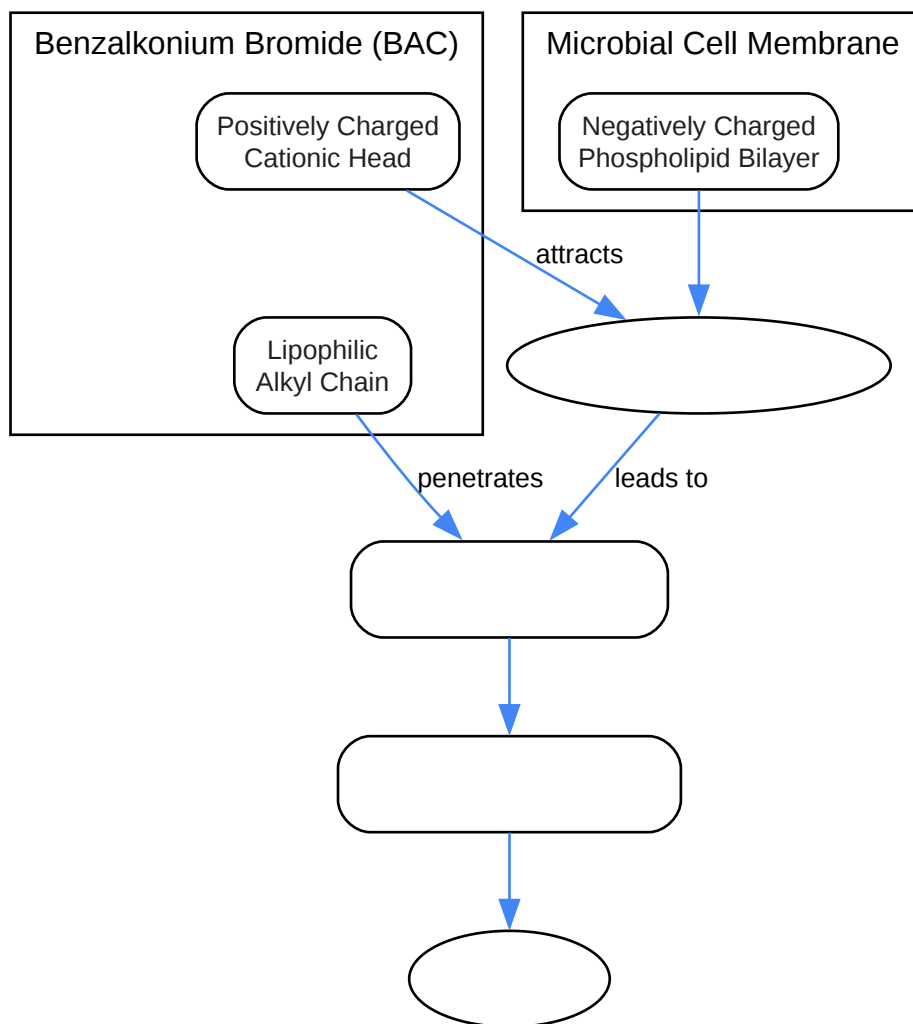 Benzalkonium Bromide (BAC)
Microbial Cell Membrane
Positively Charged
Cationic Head
Negatively Charged
Phospholipid Bilayer
attracts
Lipophilic
Alkyl Chain
penetrates
leads to